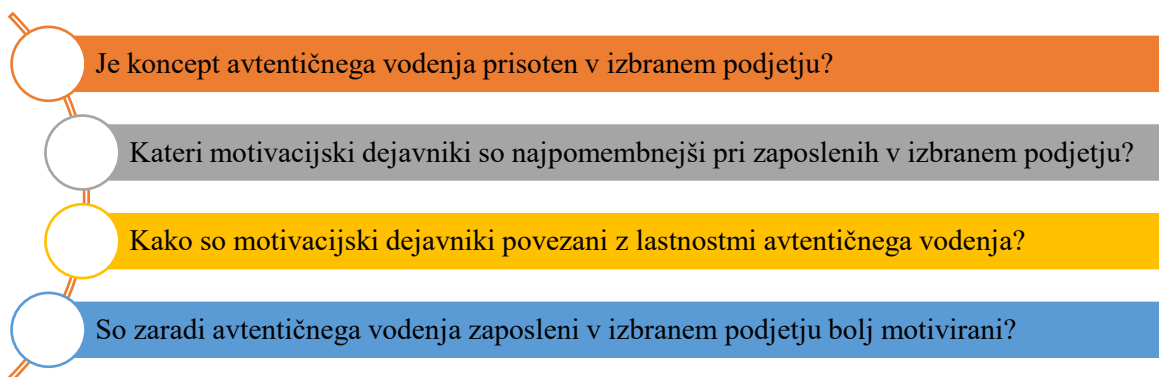 Je koncept avtentičnega vodenja prisoten v izbranem podjetju?
Kateri motivacijski dejavniki so najpomembnejši pri zaposlenih v izbranem podjetju?
Kako so motivacijski dejavniki povezani z lastnostmi avtentičnega vodenja?
So zaradi avtentičnega vodenja zaposleni v izbranem podjetju bolj motivirani?